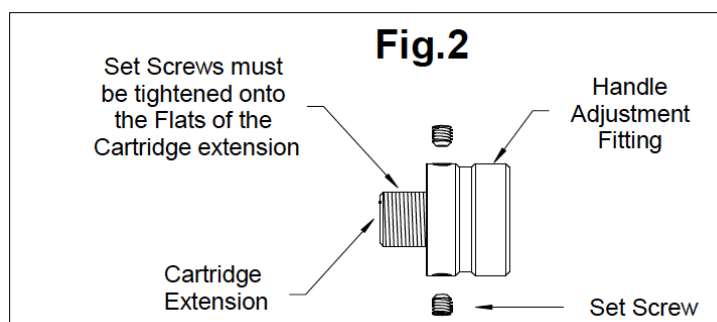 Fig.2
Set Screws must
be tightened onto
the Flats of the
Cartridge extension
Handle
Adjustment
Fitting
Cartridge
Extension
Set Screw